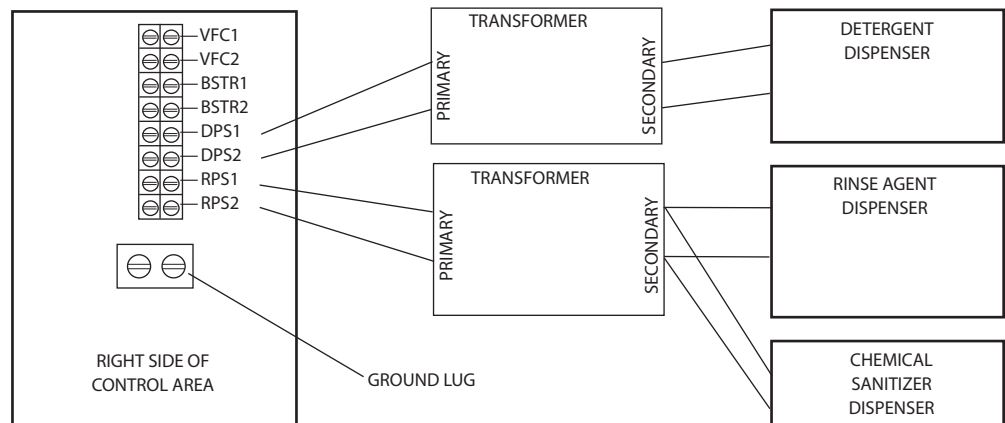 VFC1
VFC2
BSTR1
BSTR2
DPS1
DPS2
RPS1
RPS2
RIGHT SIDE OF
CONTROL AREA
GROUND LUG
TRANSFORMER
PRIMARY
SECONDARY
TRANSFORMER
PRIMARY
SECONDARY
DETERGENT
DISPENSER
RINSE AGENT
DISPENSER
CHEMICAL
SANITIZER
DISPENSER